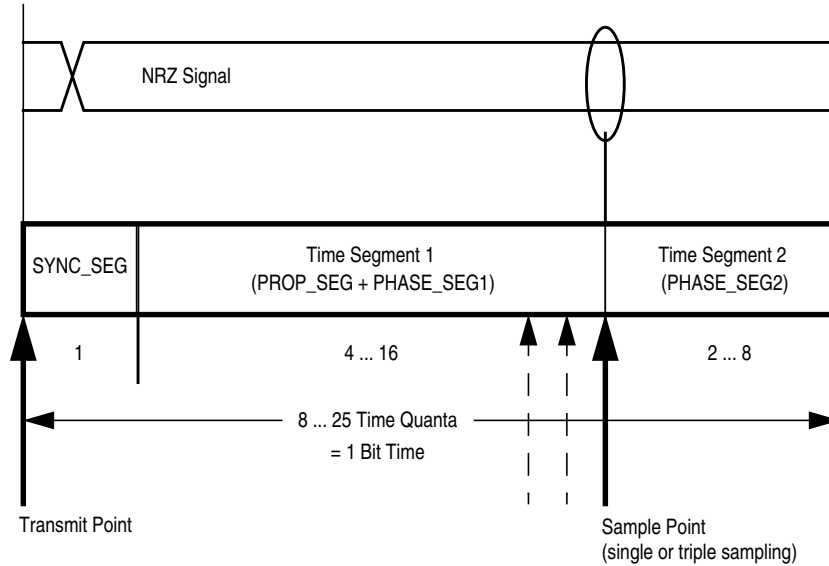 NRZ Signal
SYNC_SEG
Time Segment 1
(PROP_SEG + PHASE_SEG1)
Time Segment 2
(PHASE_SEG2)
1
4 ... 16
2 ... 8
8 ... 25 Time Quanta
= 1 Bit Time
Transmit Point
Sample Point
(single or triple sampling)